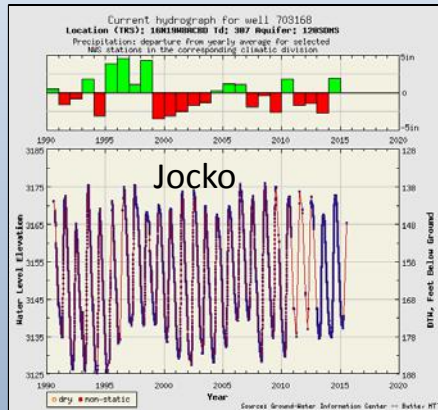 Current hydrograph for well 703168
Location (TRS): 16N19W8ACBD Td: 307 Aquifer: 120SDMS
Precipitation: departure from yearly average for selected
NWS stations in the corresponding climatic division
5in
0
-5in
1990 1995 2000 2005 2010 2015 2020
Jocko
Water Level Elevation
3185
3175
3165
3155
3145
3135
3125
DTW, Feet Below Ground
128
138
148
158
168
178
188
1990 1995 2000 2005 2010 2015 2020
Year
dry non-static
Source: Ground-Water Information Center -- Butte, MT